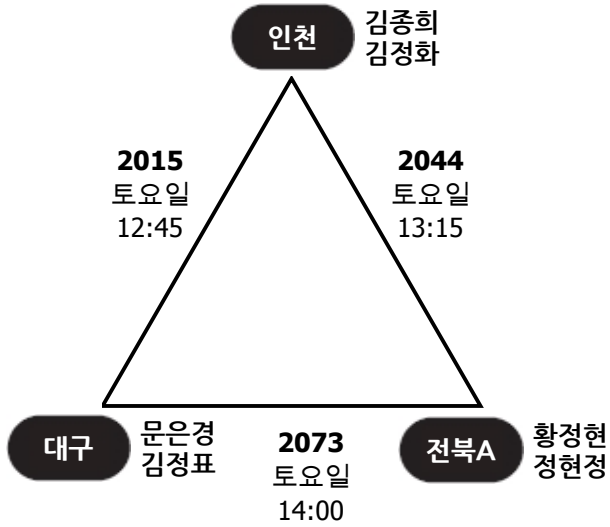 인천
김종희
김정화
2015
토요일
12:45
2044
토요일
13:15
대구
문은경
김정표
2073
토요일
14:00
전북A
황정현
정현정